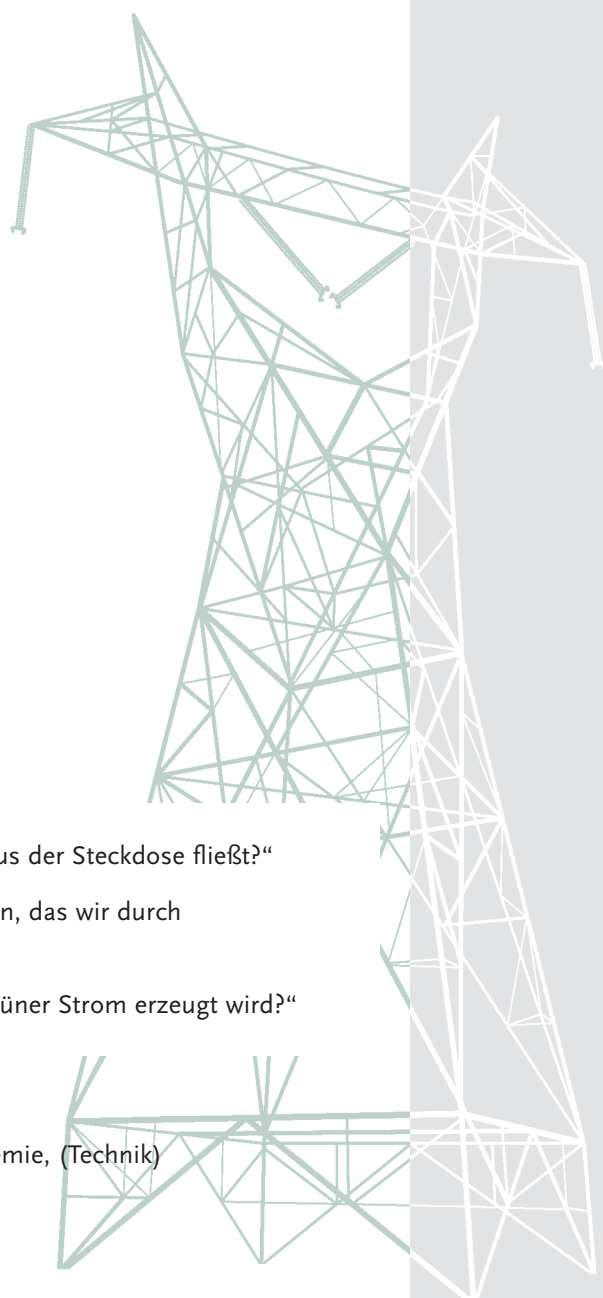 us der Steckdose fließt?“
n, das wir durch
üner Strom erzeugt wird?“
mie, (Technik)